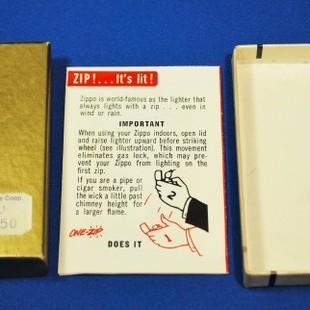 ZIP!...It's lit!
Zippo is world-famous as the lighter that
always lights with a zip . . . even in
wind or rain.
IMPORTANT
When using your Zippo indoors, open lid
and raise lighter upward before striking
wheel (see illustration). This movement
eliminates gas lock, which may pre-
vent your Zippo from lighting on the
first zip.
If you are a pipe or
cigar smoker, pull
the wick a little past
chimney height for
a larger flame.
2
1
ONE-ZIP
DOES IT
Coop.
50